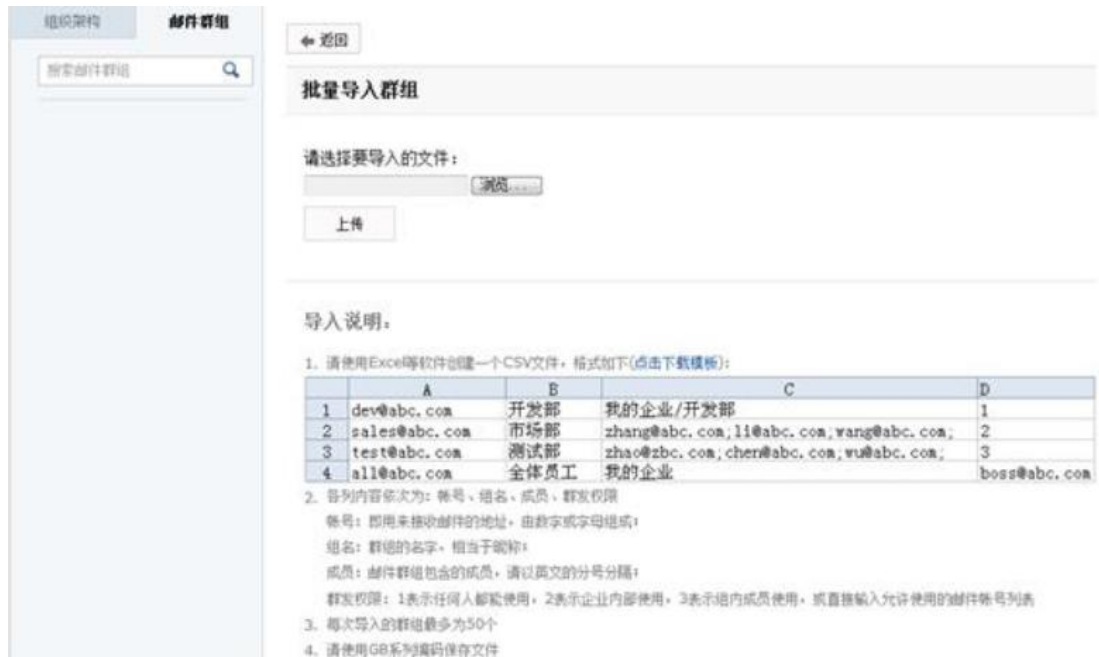 组织架构 邮件群组
搜索邮件群组
返回
批量导入群组
请选择要导入的文件：
浏览...
上传
导入说明：
1. 请使用Excel等软件创建一个CSV文件，格式如下(点击下载模板)：
A B C D
1 dev@abc.com 开发部 我的企业/开发部 1
2 sales@abc.com 市场部 zhang@abc.com;li@abc.com;wang@abc.com; 2
3 test@abc.com 测试部 zhao@zbc.com;chen@abc.com;wu@abc.com; 3
4 all@abc.com 全体员工 我的企业 boss@abc.com
2. 各列内容依次为：帐号、组名、成员、群发权限
帐号：即用来接收邮件的地址，由数字或字母组成；
组名：群组的名字，相当于昵称；
成员：邮件群组包含的成员，请以英文的分号分隔；
群发权限：1表示任何人都能使用，2表示企业内部使用，3表示组内成员使用，或直接输入允许使用的邮件帐号列表
3. 每次导入的群组最多为50个
4. 请使用GB系列编码保存文件